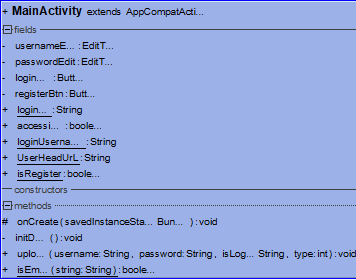 + MainActivity extends AppCompatActi...
fields
- usernameE... : EditT...
- passwordEdit : EditT...
- login... : Butt...
- registerBtn : Butt...
+ login... : String
+ accessi... : boole...
+ loginUserna... : String
+ UserHeadUrL : String
+ isRegister : boole...
constructors
methods
# onCreate ( savedInstanceSta... Bun... ) : void
- initD... () : void
+ uplo... (username: String, password: String, isLog... String, type: int) : void
+ isEm... (string: String) : boole...